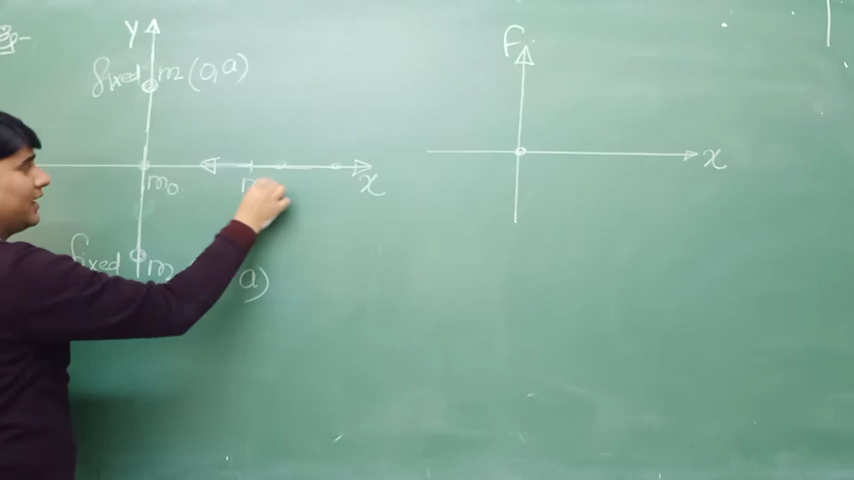 Y
fixed m (0, a)
m₀
x
fixed m
a)
F
x